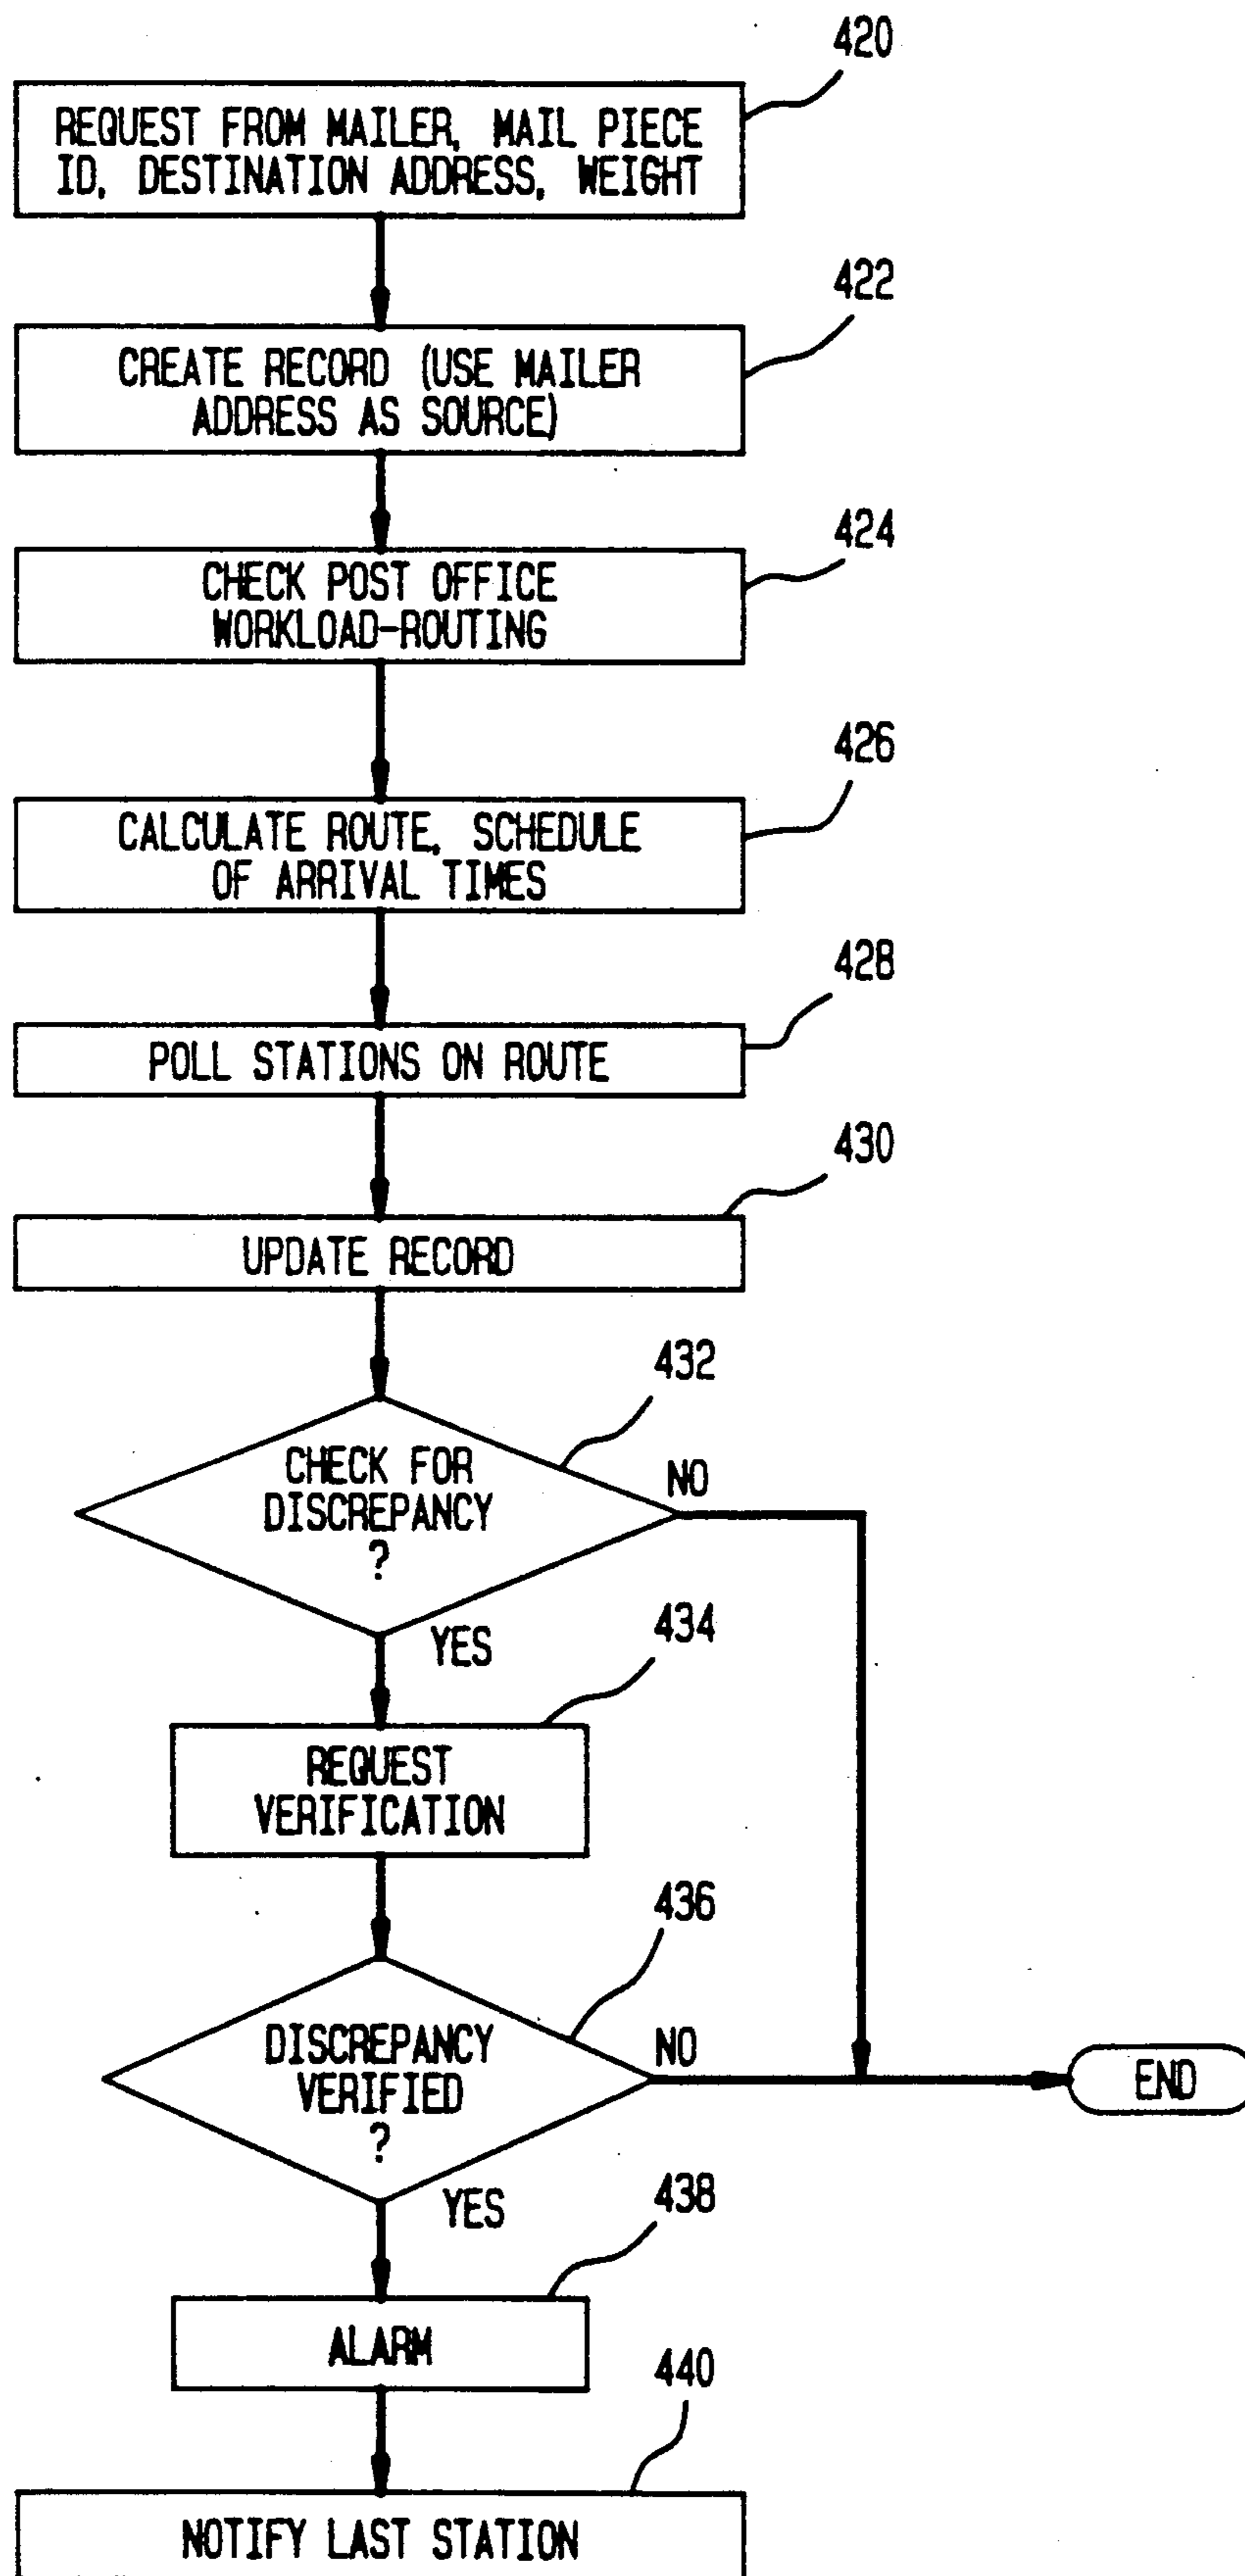 420
REQUEST FROM MAILER, MAIL PIECE
ID, DESTINATION ADDRESS, WEIGHT
422
CREATE RECORD (USE MAILER
ADDRESS AS SOURCE)
424
CHECK POST OFFICE
WORKLOAD-ROUTING
426
CALCULATE ROUTE, SCHEDULE
OF ARRIVAL TIMES
428
POLL STATIONS ON ROUTE
430
UPDATE RECORD
432
CHECK FOR
DISCREPANCY
?
NO
YES
434
REQUEST
VERIFICATION
436
DISCREPANCY
VERIFIED
?
NO
END
YES
438
ALARM
440
NOTIFY LAST STATION